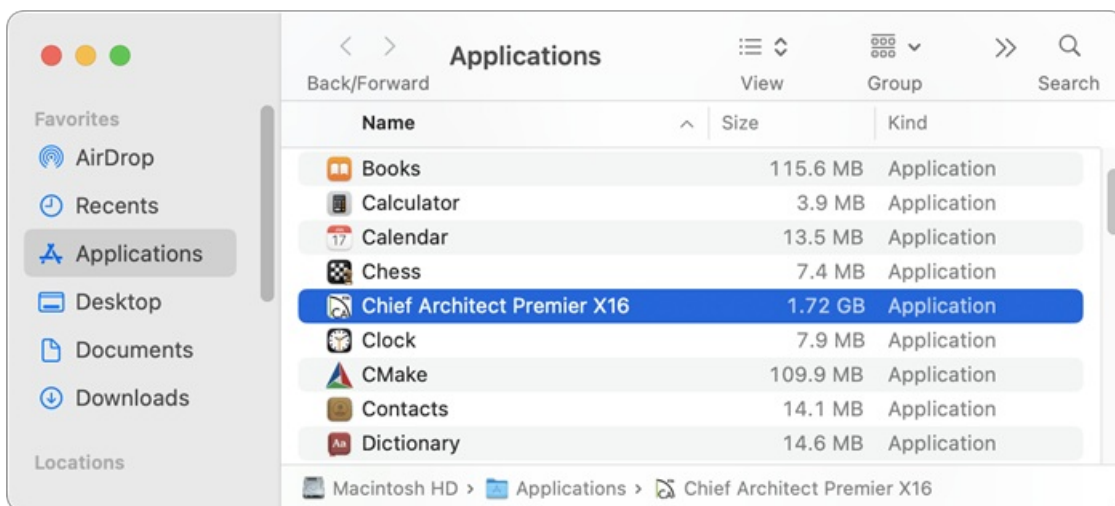 Applications
Back/Forward
View
Group
Search
Favorites
AirDrop
Recents
Applications
Desktop
Documents
Downloads
Locations
Name Size Kind
Books 115.6 MB Application
Calculator 3.9 MB Application
17 Calendar 13.5 MB Application
Chess 7.4 MB Application
CA Chief Architect Premier X16 1.72 GB Application
Clock 7.9 MB Application
CMake 109.9 MB Application
Contacts 14.1 MB Application
Aa Dictionary 14.6 MB Application
Macintosh HD › Applications › Chief Architect Premier X16